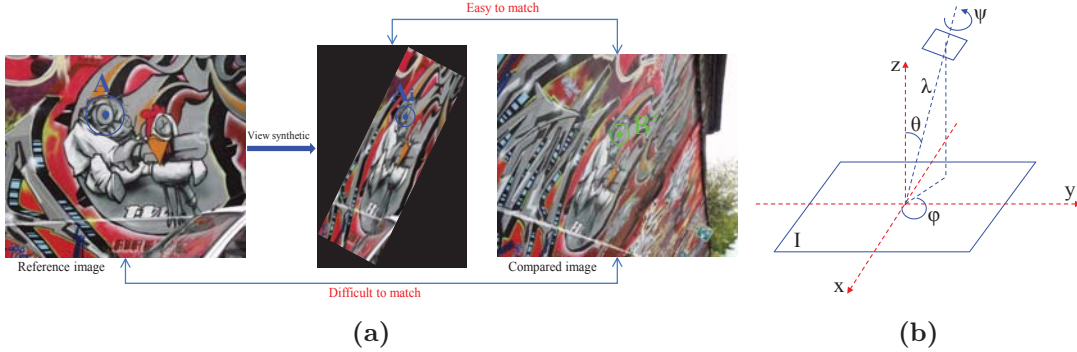 Easy to match
A
View synthetic
A'
B
Reference image
Compared image
Difficult to match
(a)
ψ
z
λ
θ
y
φ
I
x
(b)